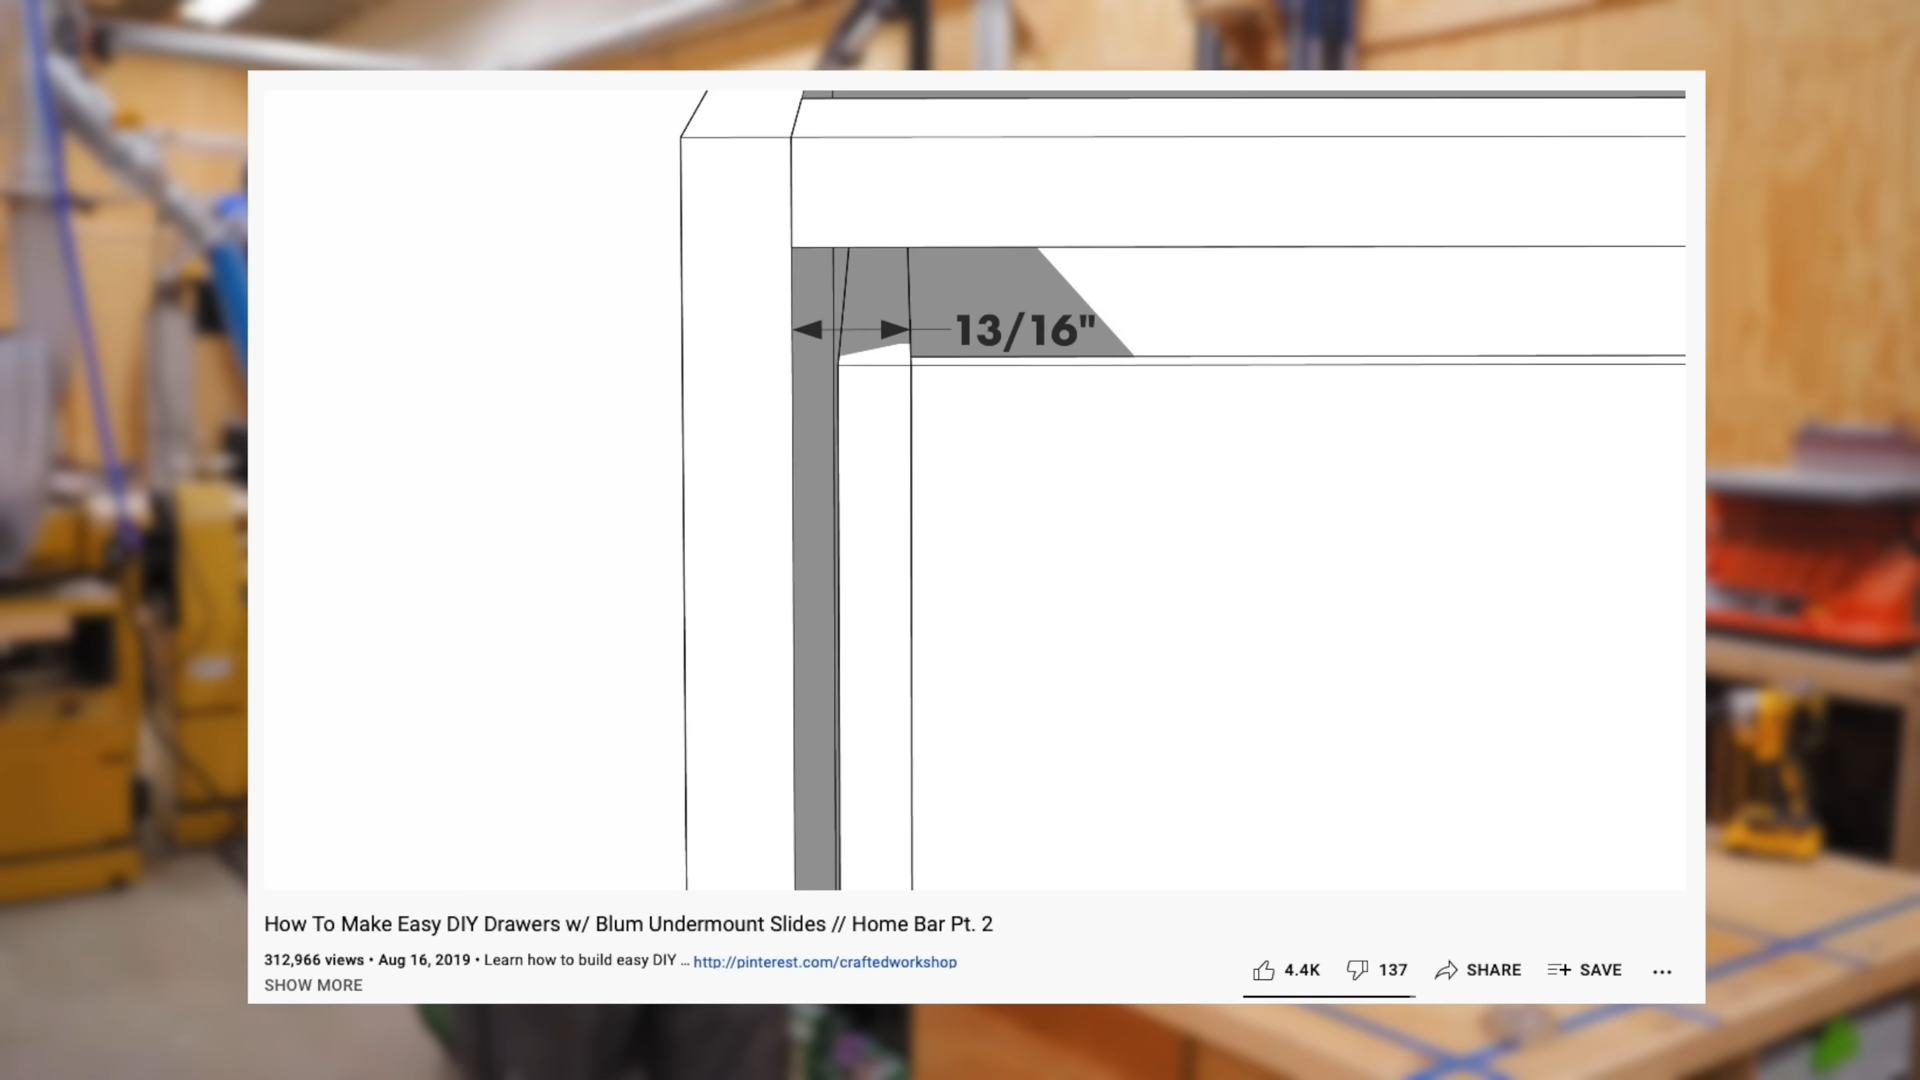 13/16"
How To Make Easy DIY Drawers w/ Blum Undermount Slides // Home Bar Pt. 2
312,966 views • Aug 16, 2019 • Learn how to build easy DIY ... http://pinterest.com/craftedworkshop
4.4K 137 SHARE SAVE ...
SHOW MORE